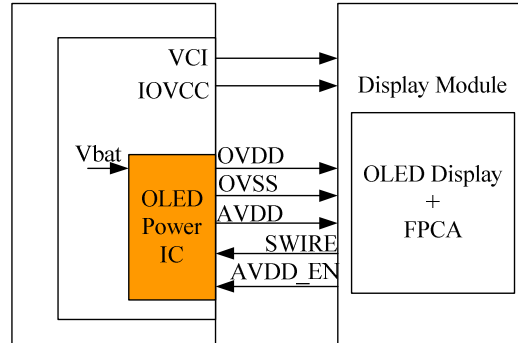 VCI
IOVCC
Display Module
Vbat
OLED
Power
IC
OVDD
OVSS
AVDD
SWIRE
AVDD_EN
OLED Display
+
FPCA